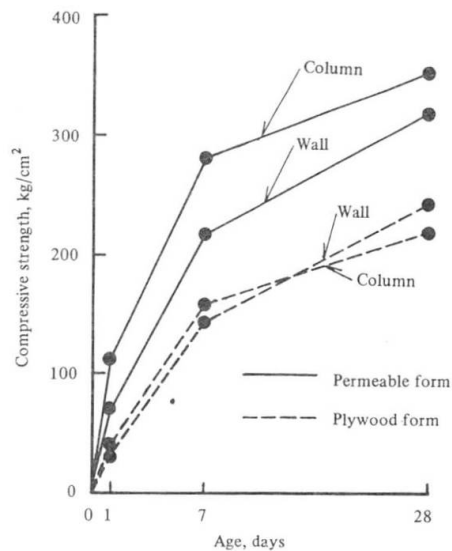 400
Column
300
Wall
Compressive strength, kg/cm²
200
Wall
Column
100
Permeable form
Plywood form
0
0 1 7 28
Age, days